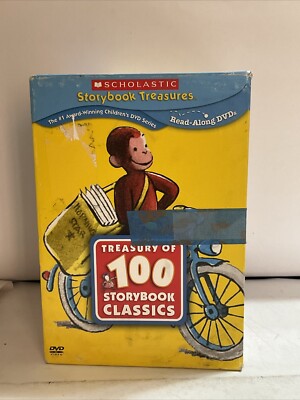 SCHOLASTIC
Storybook Treasures
The #1 Award-Winning Children's DVD Series
Read-Along DVDs
TREASURY OF
100
STORYBOOK
CLASSICS
DVD
VIDEO